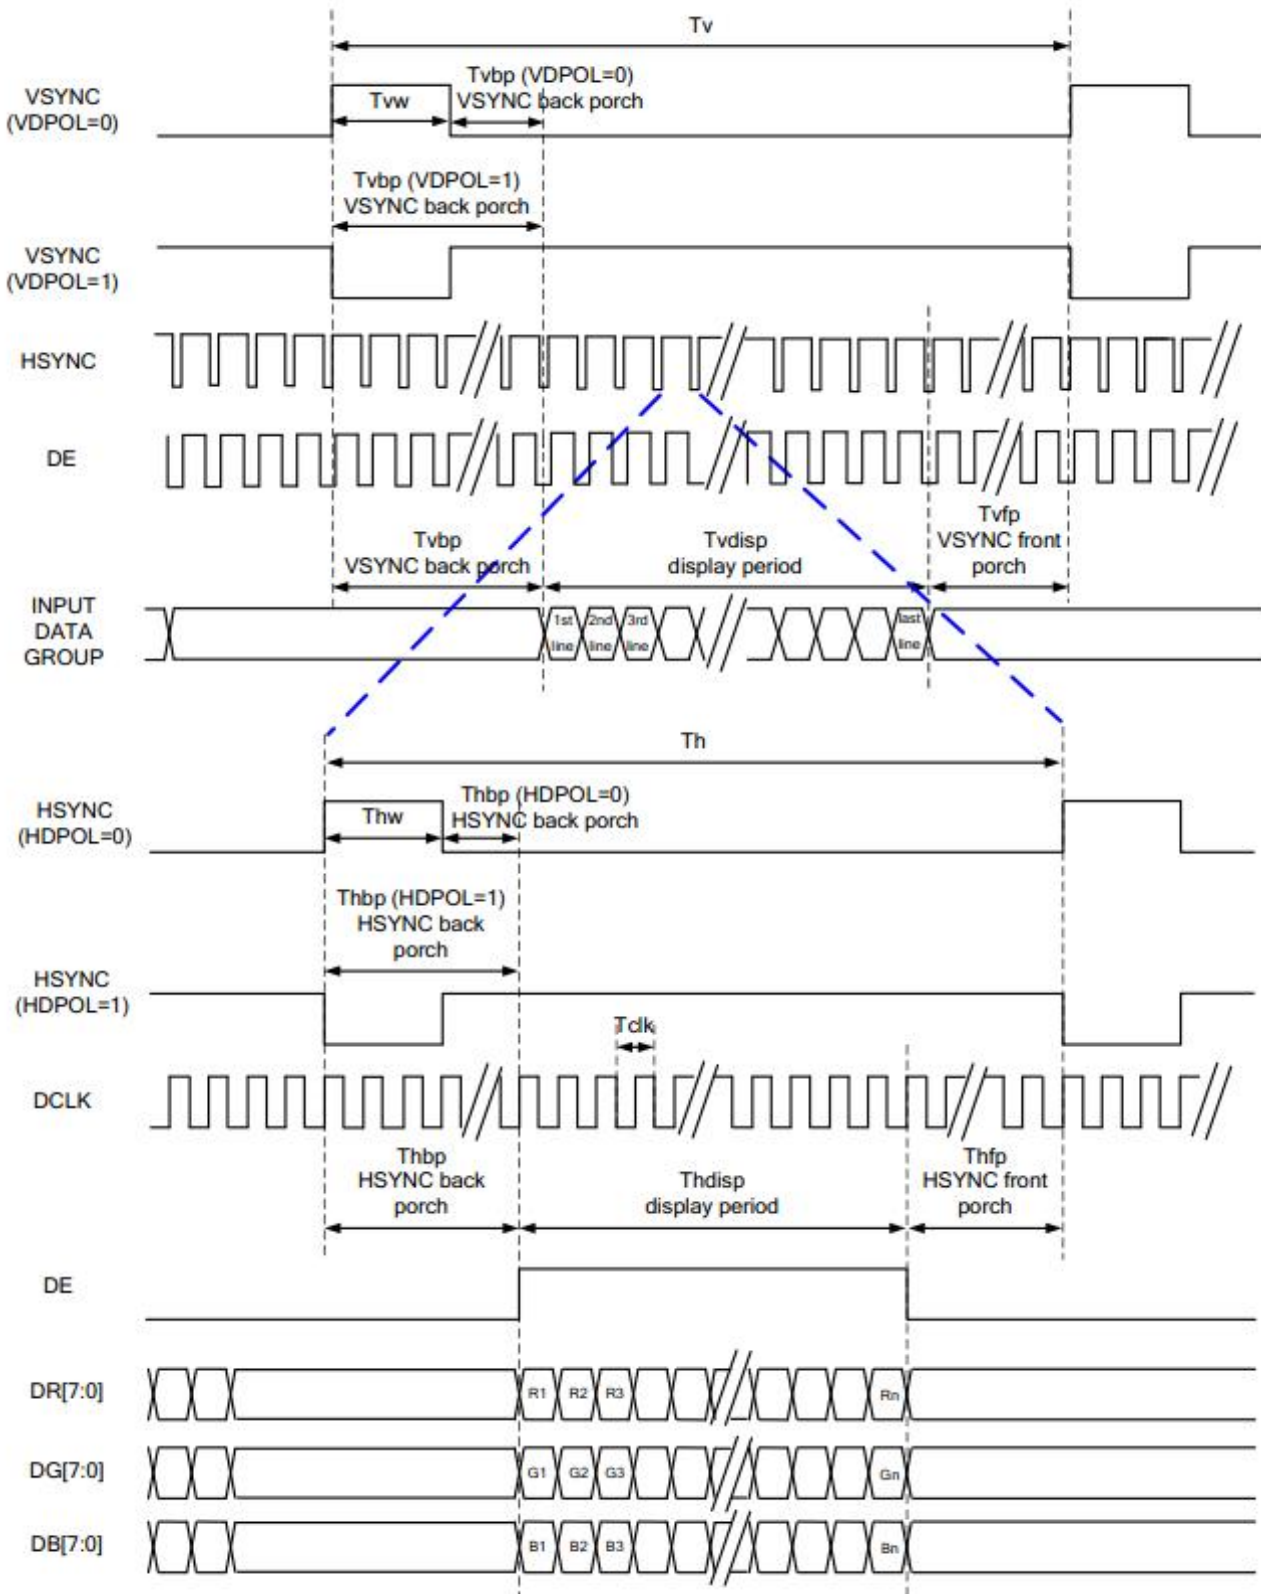 Tv
VSYNC
(VDPOL=0)
Tvw
Tvbp (VDPOL=0)
VSYNC back porch
Tvbp (VDPOL=1)
VSYNC back porch
VSYNC
(VDPOL=1)
HSYNC
DE
Tvbp
VSYNC back porch
Tvdisp
display period
Tvfp
VSYNC front
porch
INPUT
DATA
GROUP
1st
line
2nd
line
3rd
line
last
line
Th
HSYNC
(HDPOL=0)
Thw
Thbp (HDPOL=0)
HSYNC back porch
Thbp (HDPOL=1)
HSYNC back
porch
HSYNC
(HDPOL=1)
Tclk
DCLK
Thbp
HSYNC back
porch
Thdisp
display period
Thfp
HSYNC front
porch
DE
DR[7:0]
R1 R2 R3 Rn
DG[7:0]
G1 G2 G3 Gn
DB[7:0]
B1 B2 B3 Bn